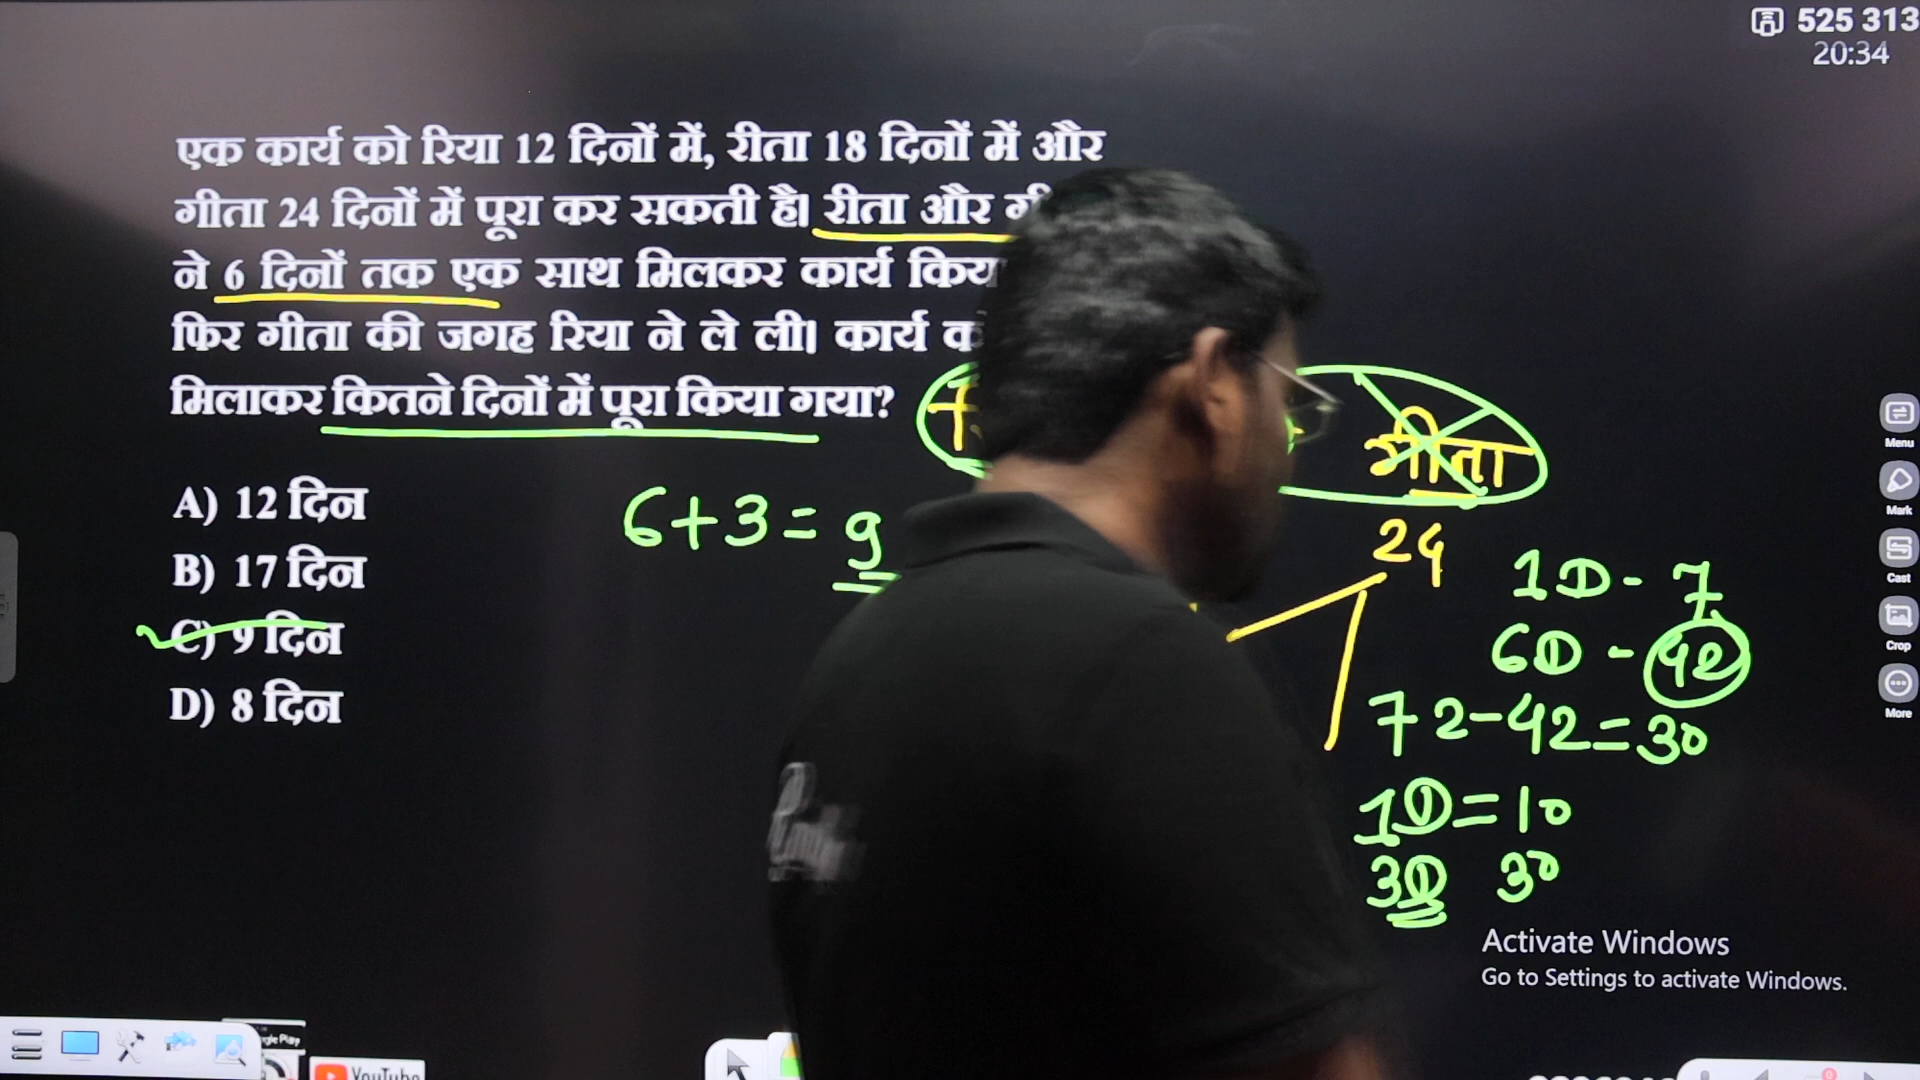 525 313
20:34
एक कार्य को रिया 12 दिनों में, रीता 18 दिनों में और
गीता 24 दिनों में पूरा कर सकती है। रीता और
ने 6 दिनों तक एक साथ मिलकर कार्य किया
फिर गीता की जगह रिया ने ले ली। कार्य
मिलाकर कितने दिनों में पूरा किया गया?
A) 12 दिन
B) 17 दिन
C) 9 दिन
D) 8 दिन
6+3=9
गीता
24
1D - 7
6D - 42
72-42=30
1D=10
3D 30
Menu
Mark
Cast
Crop
More
Activate Windows
Go to Settings to activate Windows.
YouTube